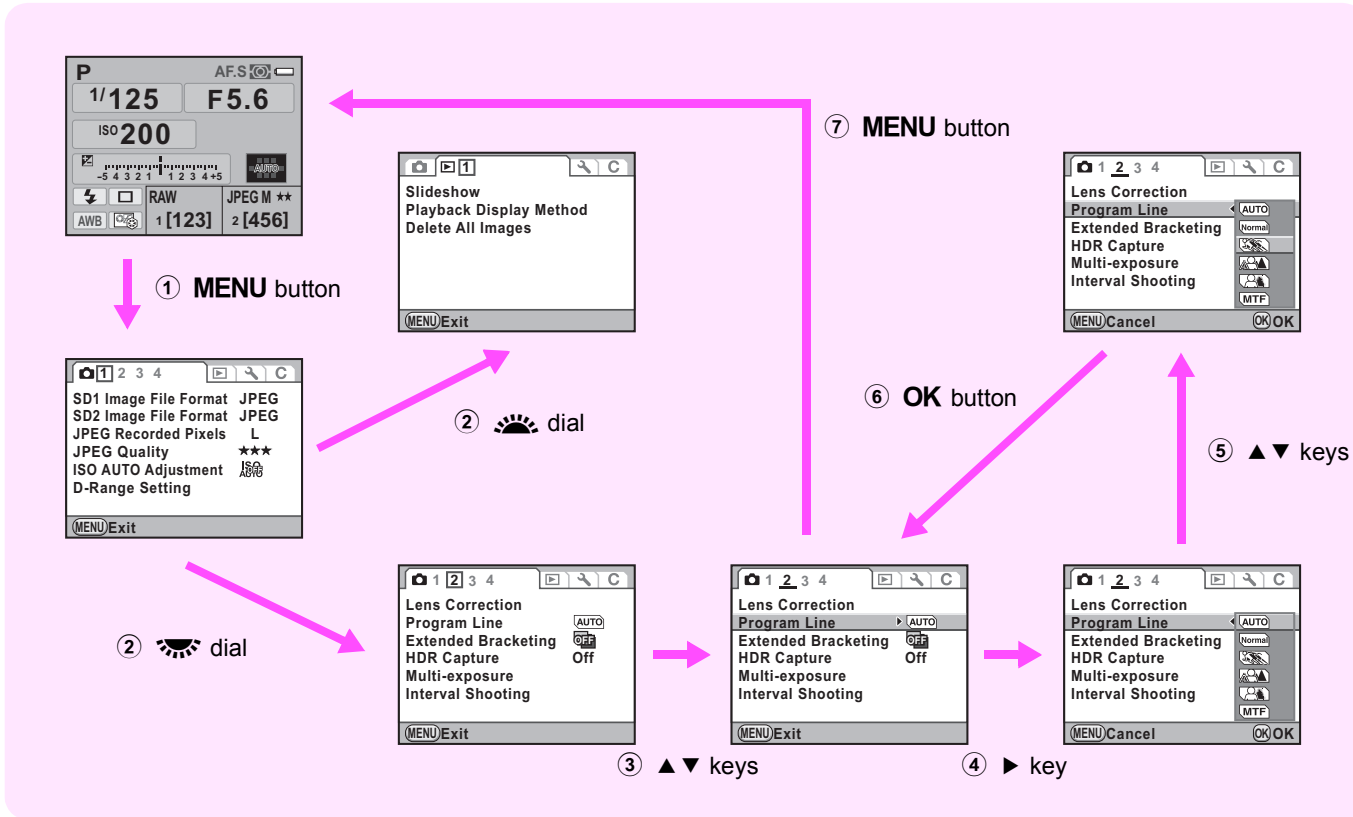 P AF.S
1/125 F5.6
ISO 200
-5 4 3 2 1 1 2 3 4 +5 AUTO
RAW JPEG M ★★
AWB 1 [123] 2 [456]
① MENU button
1 2 3 4 C
SD1 Image File Format JPEG
SD2 Image File Format JPEG
JPEG Recorded Pixels L
JPEG Quality ★★★
ISO AUTO Adjustment ISO AUTO
D-Range Setting
MENU Exit
② dial
1 C
Slideshow
Playback Display Method
Delete All Images
MENU Exit
② dial
1 2 3 4 C
Lens Correction
Program Line AUTO
Extended Bracketing OFF
HDR Capture Off
Multi-exposure
Interval Shooting
MENU Exit
③ ▲▼ keys
1 2 3 4 C
Lens Correction
Program Line AUTO
Extended Bracketing OFF
HDR Capture Off
Multi-exposure
Interval Shooting
MENU Exit
④ ▶ key
1 2 3 4 C
Lens Correction
Program Line AUTO
Extended Bracketing Normal
HDR Capture
Multi-exposure
Interval Shooting
MTF
MENU Cancel OK OK
⑤ ▲▼ keys
1 2 3 4 C
Lens Correction
Program Line AUTO
Extended Bracketing Normal
HDR Capture
Multi-exposure
Interval Shooting
MTF
MENU Cancel OK OK
⑥ OK button
⑦ MENU button